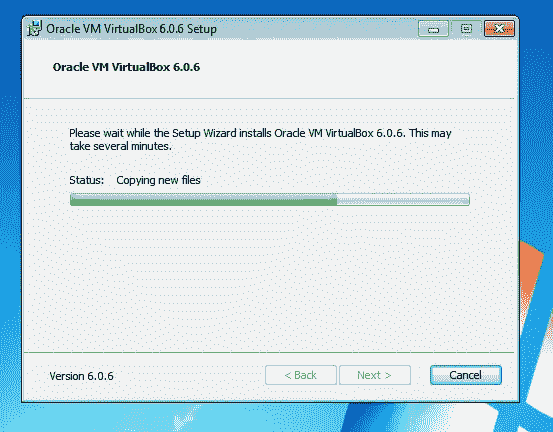 Oracle VM VirtualBox 6.0.6 Setup
Oracle VM VirtualBox 6.0.6
Please wait while the Setup Wizard installs Oracle VM VirtualBox 6.0.6. This may
take several minutes.
Status: Copying new files
Version 6.0.6 < Back Next > Cancel